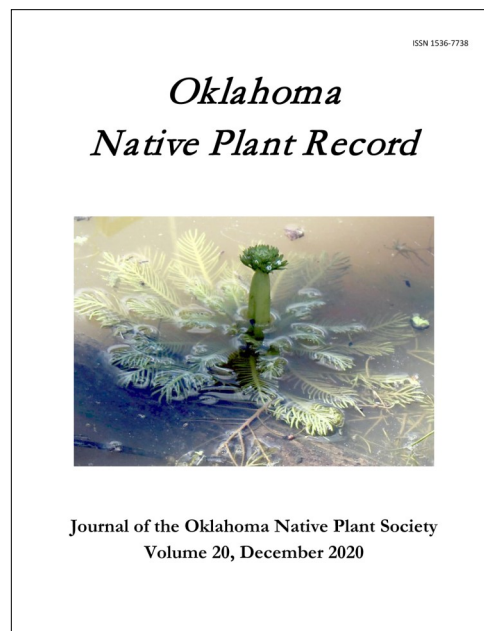 ISSN 1536-7738
Oklahoma
Native Plant Record
Journal of the Oklahoma Native Plant Society
Volume 20, December 2020